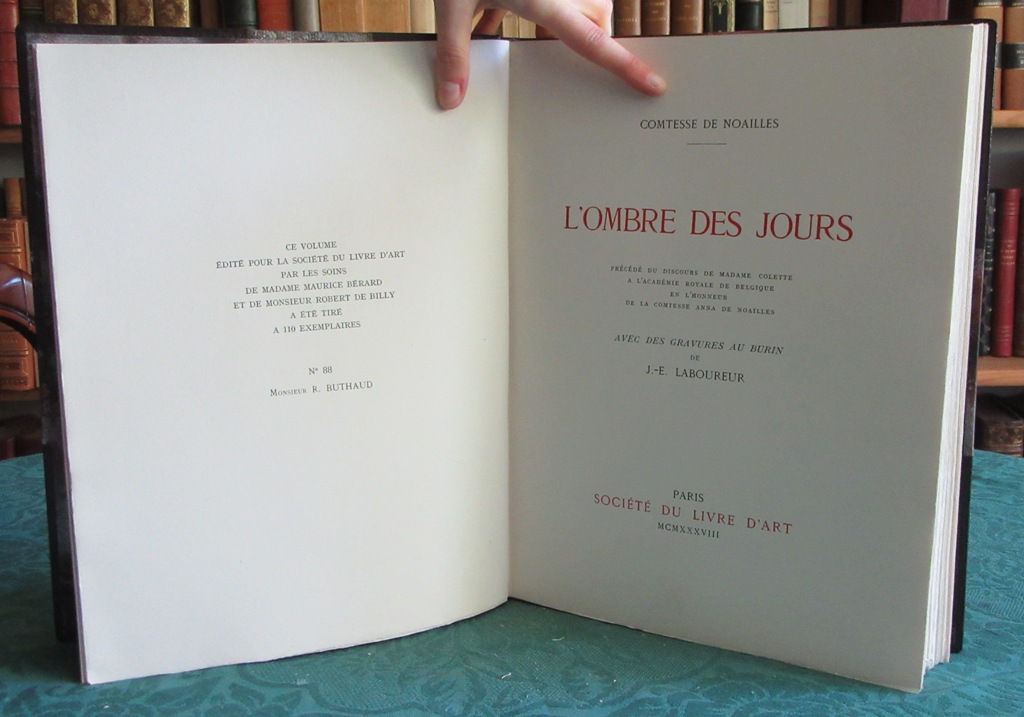 CE VOLUME
ÉDITÉ POUR LA SOCIÉTÉ DU LIVRE D'ART
PAR LES SOINS
DE MADAME MAURICE BÉRARD
ET DE MONSIEUR ROBERT DE BILLY
A ÉTÉ TIRÉ
A 110 EXEMPLAIRES
N° 88
MONSIEUR R. BUTHAUD
COMTESSE DE NOAILLES
L'OMBRE DES JOURS
PRÉCÉDÉ DU DISCOURS DE MADAME COLETTE
A L'ACADÉMIE ROYALE DE BELGIQUE
EN L'HONNEUR
DE LA COMTESSE ANNA DE NOAILLES
AVEC DES GRAVURES AU BURIN
DE
J.-E. LABOUREUR
PARIS
SOCIÉTÉ DU LIVRE D'ART
MCMXXXVIII